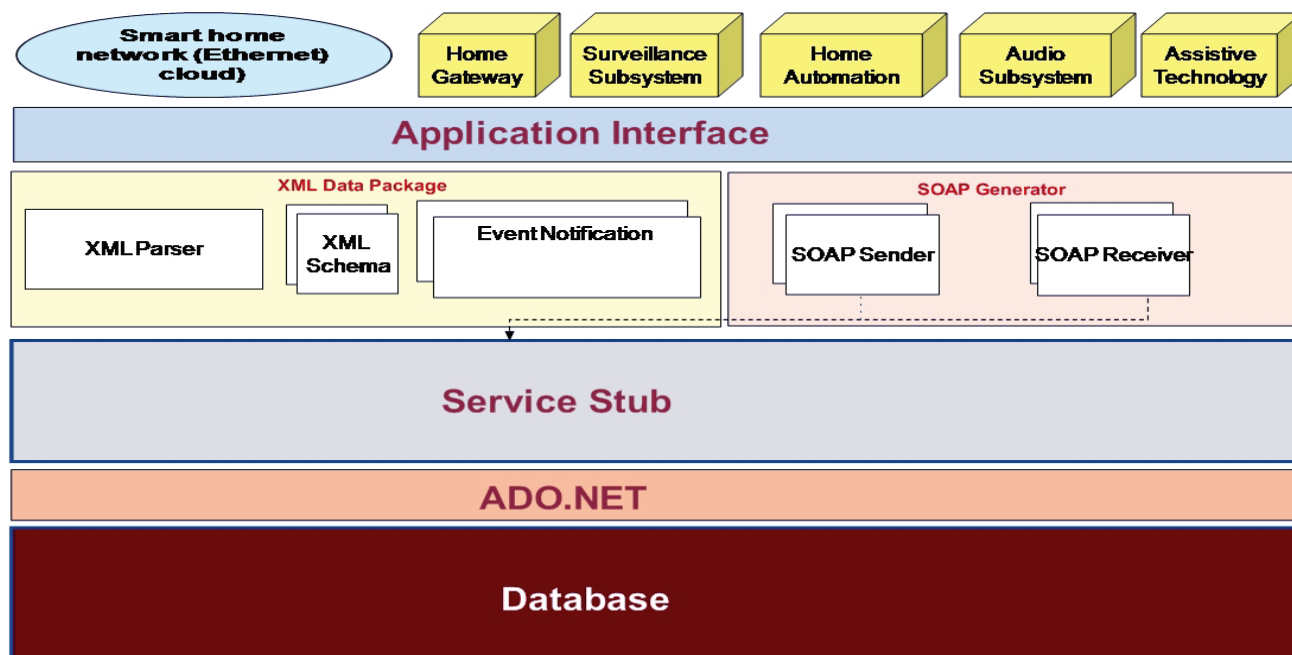 Smart home
network (Ethernet)
cloud)
Home
Gateway
Surveillance
Subsystem
Home
Automation
Audio
Subsystem
Assistive
Technology
Application Interface
XML Data Package
XML Parser
XML
Schema
Event Notification
SOAP Generator
SOAP Sender
SOAP Receiver
Service Stub
ADO.NET
Database